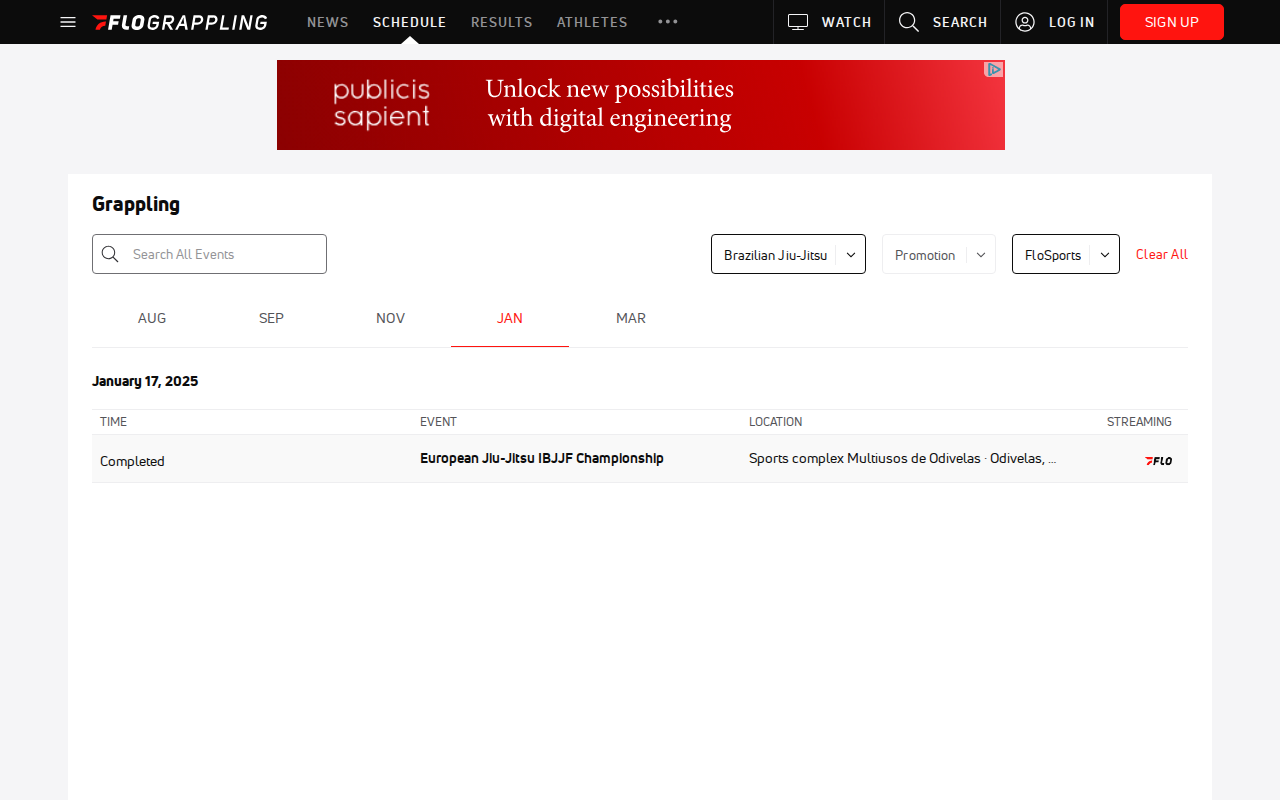 FLOGRAPPLING NEWS SCHEDULE RESULTS ATHLETES ••• WATCH SEARCH LOG IN SIGN UP
publicis
sapient
Unlock new possibilities
with digital engineering
Grappling
Search All Events Brazilian Jiu-Jitsu Promotion FloSports Clear All
AUG SEP NOV JAN MAR
January 17, 2025
TIME EVENT LOCATION STREAMING
Completed European Jiu-Jitsu IBJJF Championship Sports complex Multiusos de Odivelas · Odivelas, ... FLO